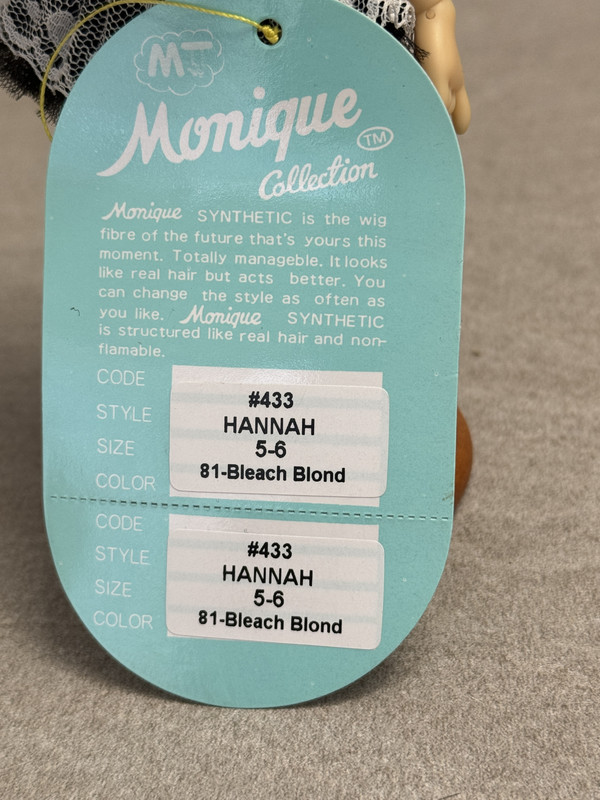 MT
Monique
TM
Collection
Monique SYNTHETIC is the wig
fibre of the future that's yours this
moment. Totally manageble. It looks
like real hair but acts better. You
can change the style as often as
you like. Monique SYNTHETIC
is structured like real hair and non-
flamable.
CODE #433
STYLE HANNAH
SIZE 5-6
COLOR 81-Bleach Blond
CODE #433
STYLE HANNAH
SIZE 5-6
COLOR 81-Bleach Blond